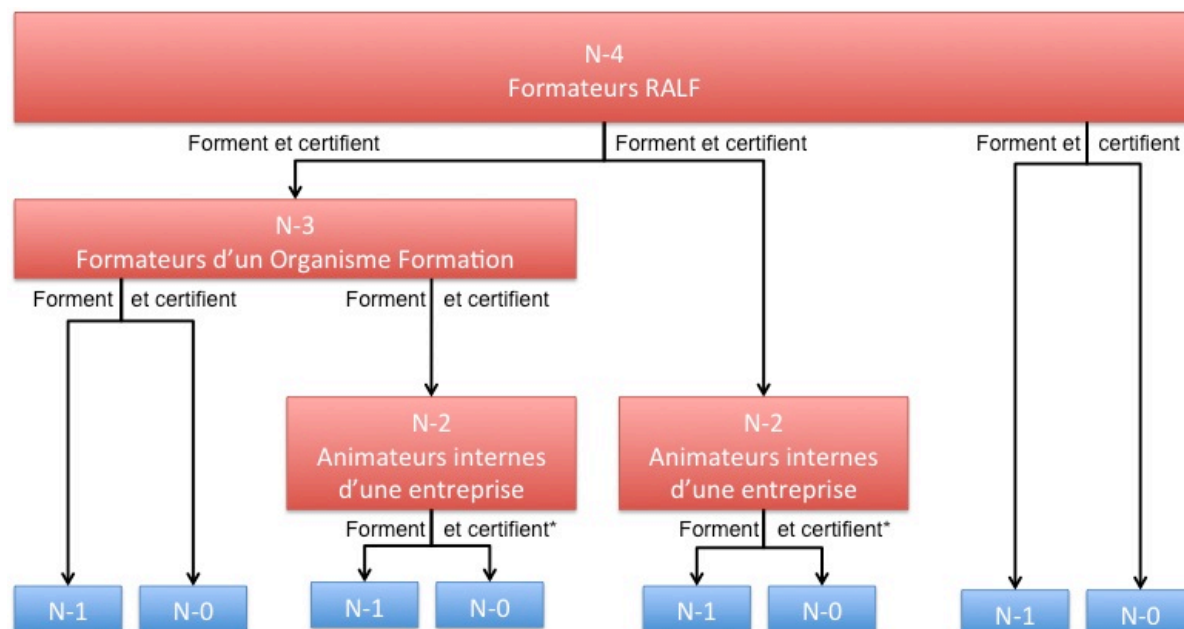 N-4
Formateurs RALF
Forment et certifient
Forment et certifient
Forment et certifient
N-3
Formateurs d'un Organisme Formation
Forment et certifient
Forment et certifient
N-2
Animateurs internes
d'une entreprise
N-2
Animateurs internes
d'une entreprise
Forment et certifient*
Forment et certifient*
N-1
N-0
N-1
N-0
N-1
N-0
N-1
N-0